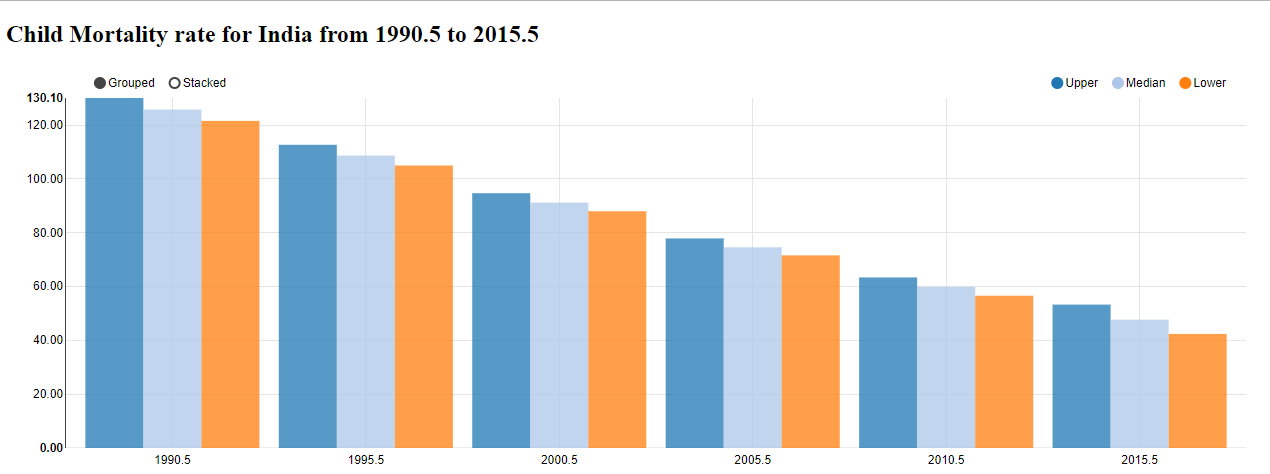 Child Mortality rate for India from 1990.5 to 2015.5
Grouped Stacked Upper Median Lower
130.10
120.00
100.00
80.00
60.00
40.00
20.00
0.00
1990.5 1995.5 2000.5 2005.5 2010.5 2015.5